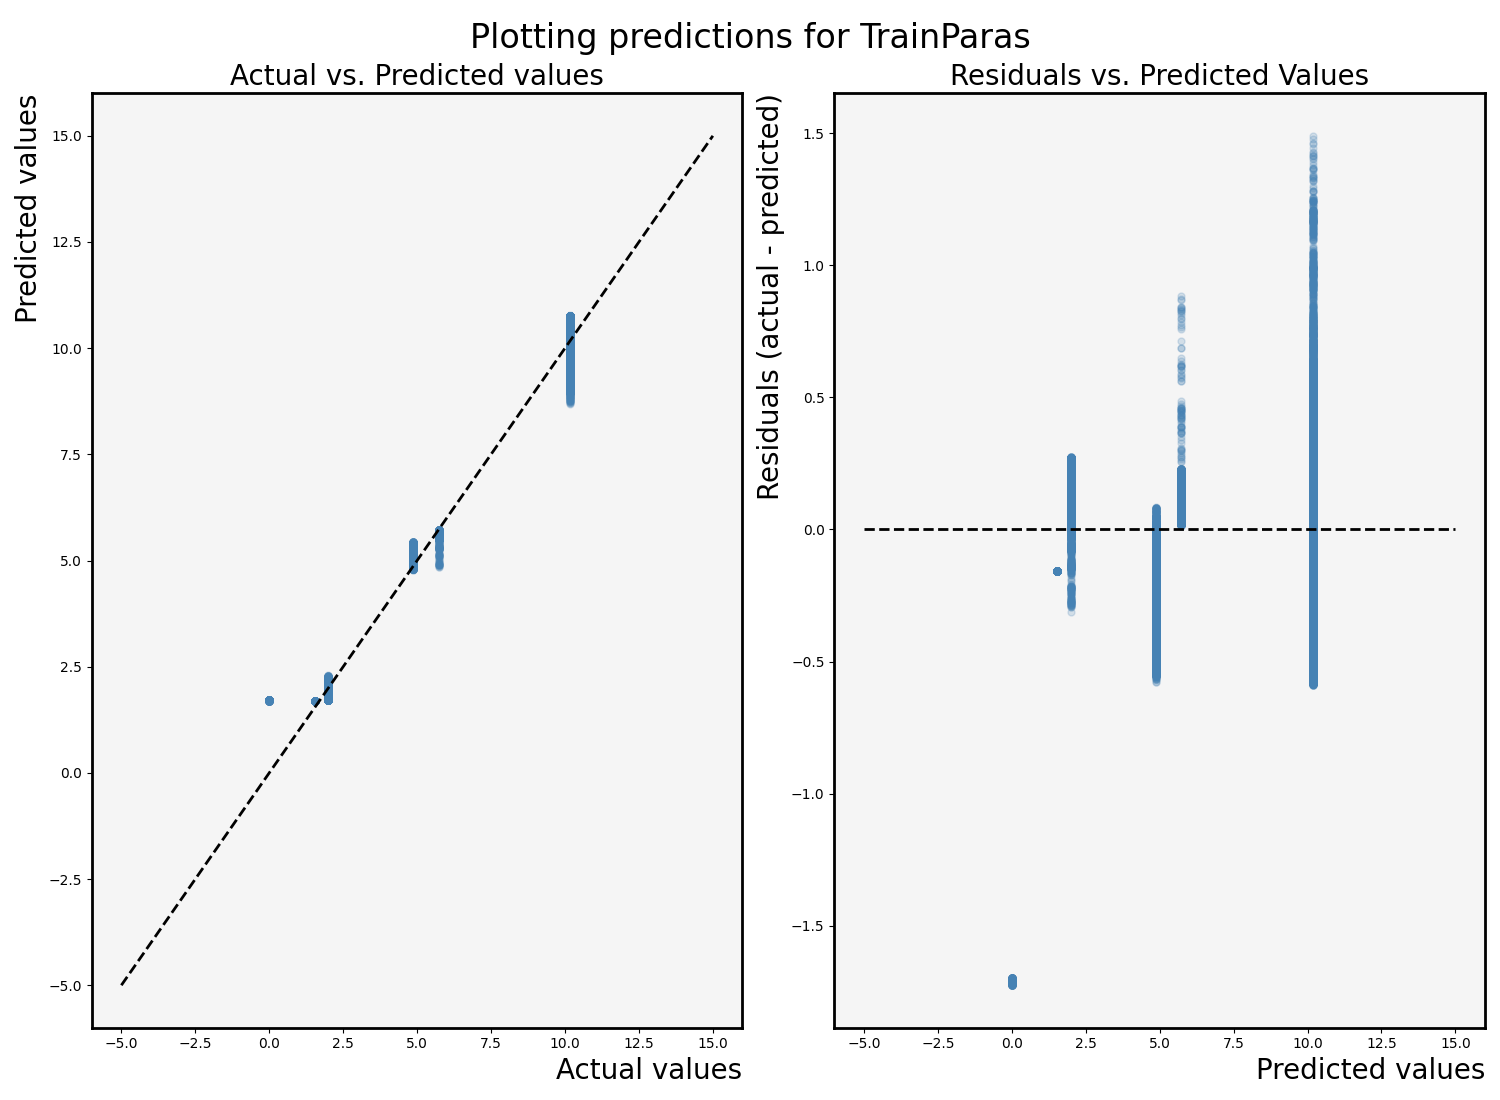 Plotting predictions for TrainParas
Actual vs. Predicted values
Predicted values
15.0
12.5
10.0
7.5
5.0
2.5
0.0
−2.5
−5.0
−5.0 −2.5 0.0 2.5 5.0 7.5 10.0 12.5 15.0
Actual values
Residuals vs. Predicted Values
Residuals (actual - predicted)
1.5
1.0
0.5
0.0
−0.5
−1.0
−1.5
−5.0 −2.5 0.0 2.5 5.0 7.5 10.0 12.5 15.0
Predicted values